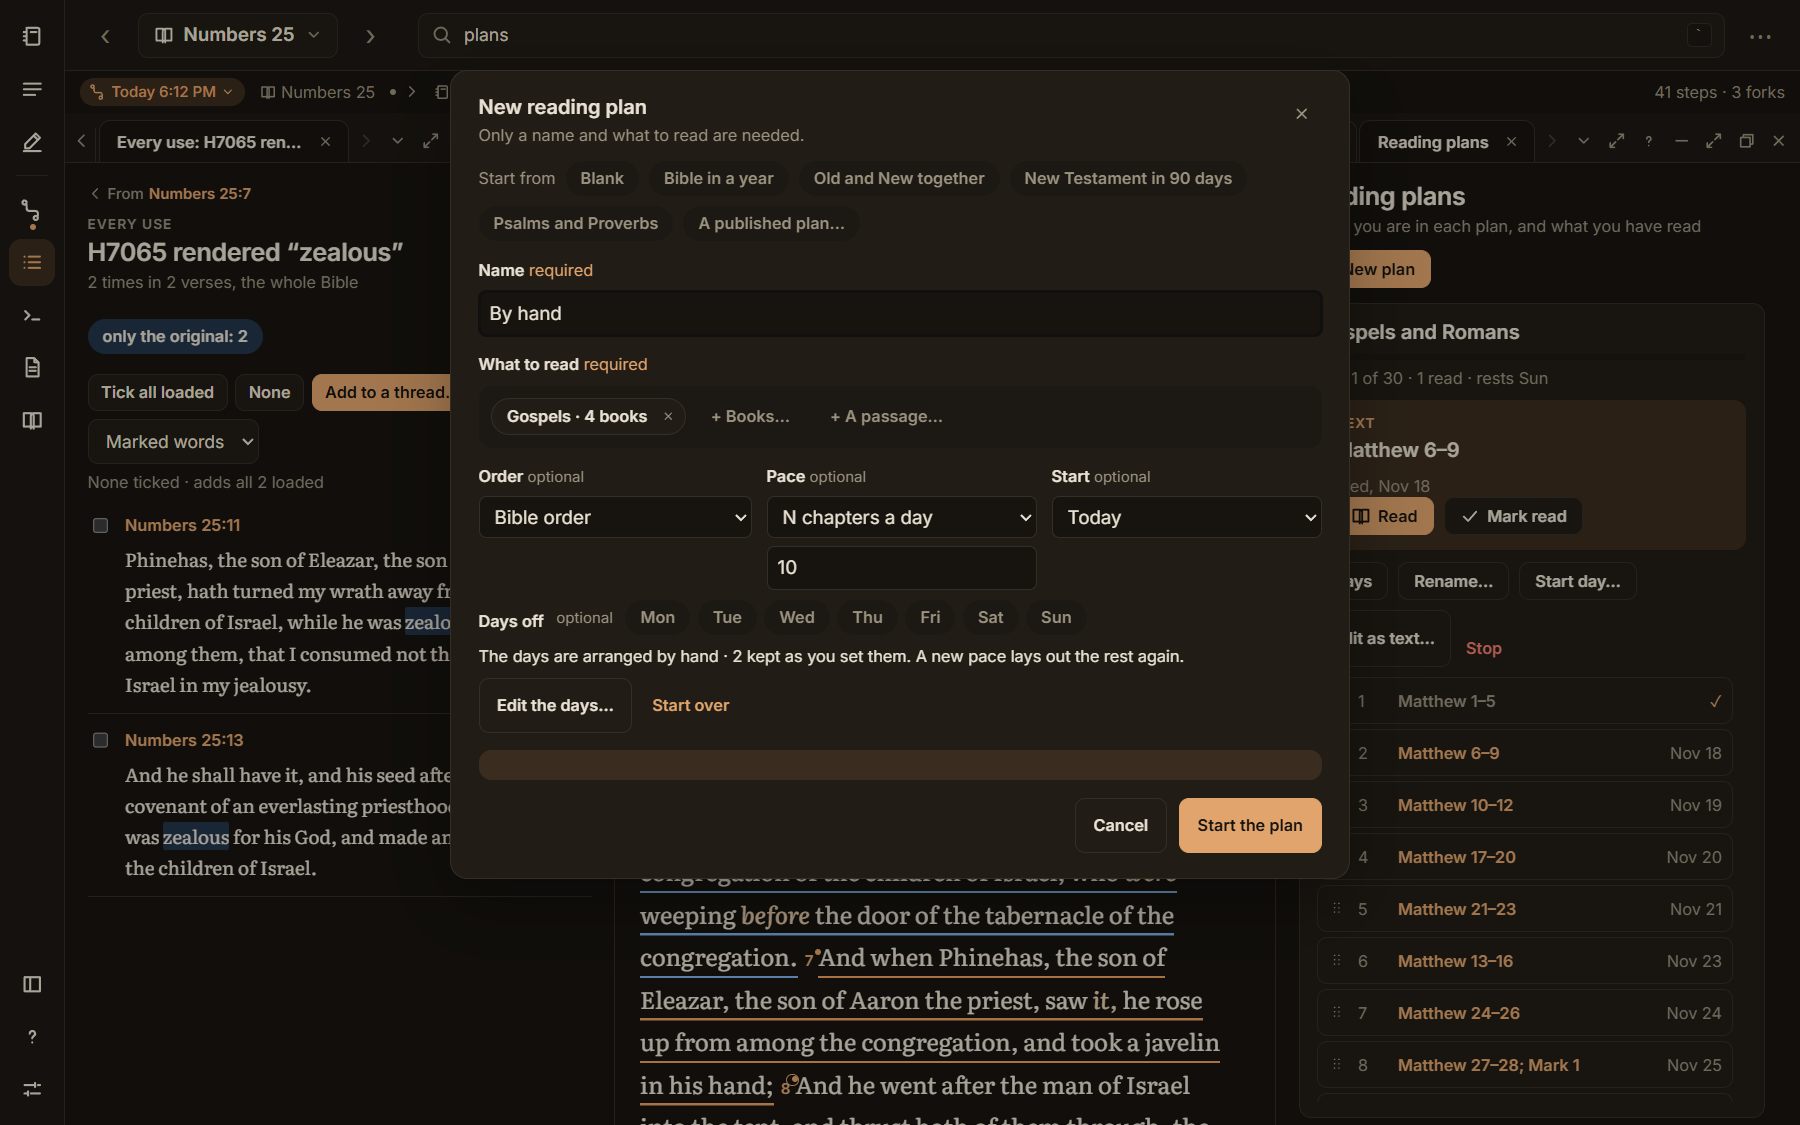 Numbers 25
plans
`
Today 6:12 PM
Numbers 25
41 steps · 3 forks
Every use: H7065 ren...
Reading plans
?
From Numbers 25:7
EVERY USE
H7065 rendered “zealous”
2 times in 2 verses, the whole Bible
only the original: 2
Tick all loaded
None
Add to a thread.
Marked words
None ticked · adds all 2 loaded
Numbers 25:11
Phinehas, the son of Eleazar, the son
priest, hath turned my wrath away fr
children of Israel, while he was zealo
among them, that I consumed not th
Israel in my jealousy.
Numbers 25:13
And he shall have it, and his seed afte
covenant of an everlasting priesthoo
was zealous for his God, and made an
the children of Israel.
New reading plan
Only a name and what to read are needed.
Start from
Blank
Bible in a year
Old and New together
New Testament in 90 days
Psalms and Proverbs
A published plan...
Name required
By hand
What to read required
Gospels · 4 books
+ Books...
+ A passage...
Order optional
Pace optional
Start optional
Bible order
N chapters a day
Today
10
Days off optional
Mon
Tue
Wed
Thu
Fri
Sat
Sun
The days are arranged by hand · 2 kept as you set them. A new pace lays out the rest again.
Edit the days...
Start over
Cancel
Start the plan
weeping before the door of the tabernacle of the
congregation. 7 And when Phinehas, the son of
Eleazar, the son of Aaron the priest, saw it, he rose
up from among the congregation, and took a javelin
in his hand; 8 And he went after the man of Israel
ding plans
you are in each plan, and what you have read
New plan
spels and Romans
1 of 30 · 1 read · rests Sun
EXT
atthew 6–9
ed, Nov 18
Read
Mark read
ays
Rename...
Start day...
dit as text...
Stop
1 Matthew 1–5
2 Matthew 6–9 Nov 18
3 Matthew 10–12 Nov 19
4 Matthew 17–20 Nov 20
5 Matthew 21–23 Nov 21
6 Matthew 13–16 Nov 23
7 Matthew 24–26 Nov 24
8 Matthew 27–28; Mark 1 Nov 25
?